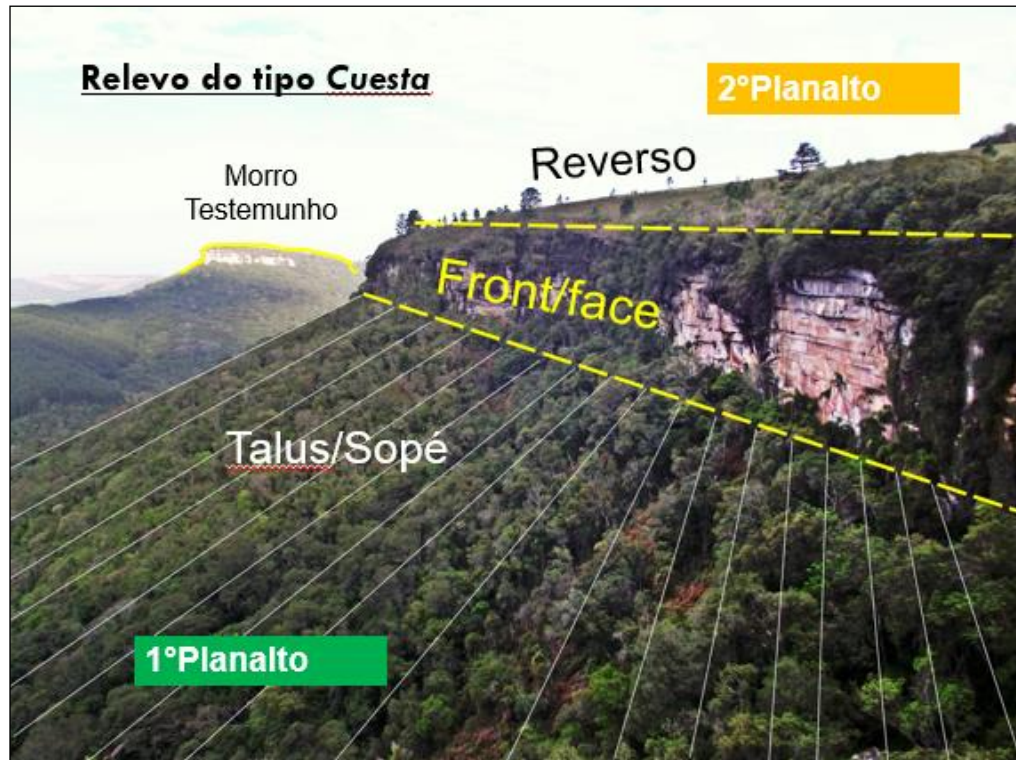 Relevo do tipo Cuesta
2°Planalto
Reverso
Morro
Testemunho
Front/face
Talus/Sopé
1°Planalto